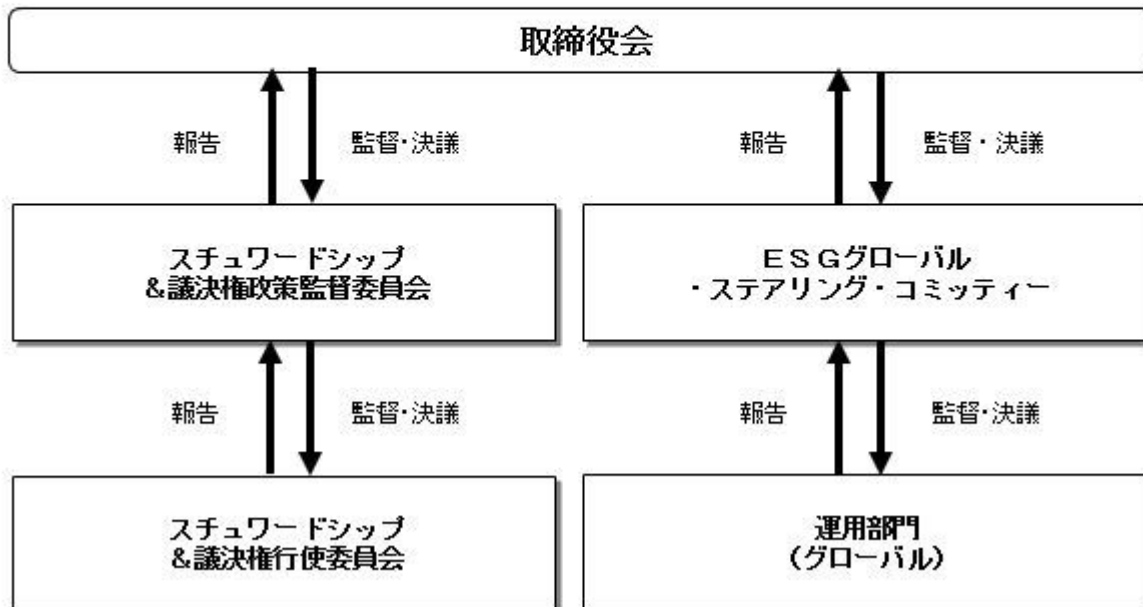 取締役会
報告
監督・決議
報告
監督・決議
スチュワードシップ
&議決権政策監督委員会
ESGグローバル
・ステアリング・コミッティー
報告
監督・決議
報告
監督・決議
スチュワードシップ
&議決権行使委員会
運用部門
(グローバル)